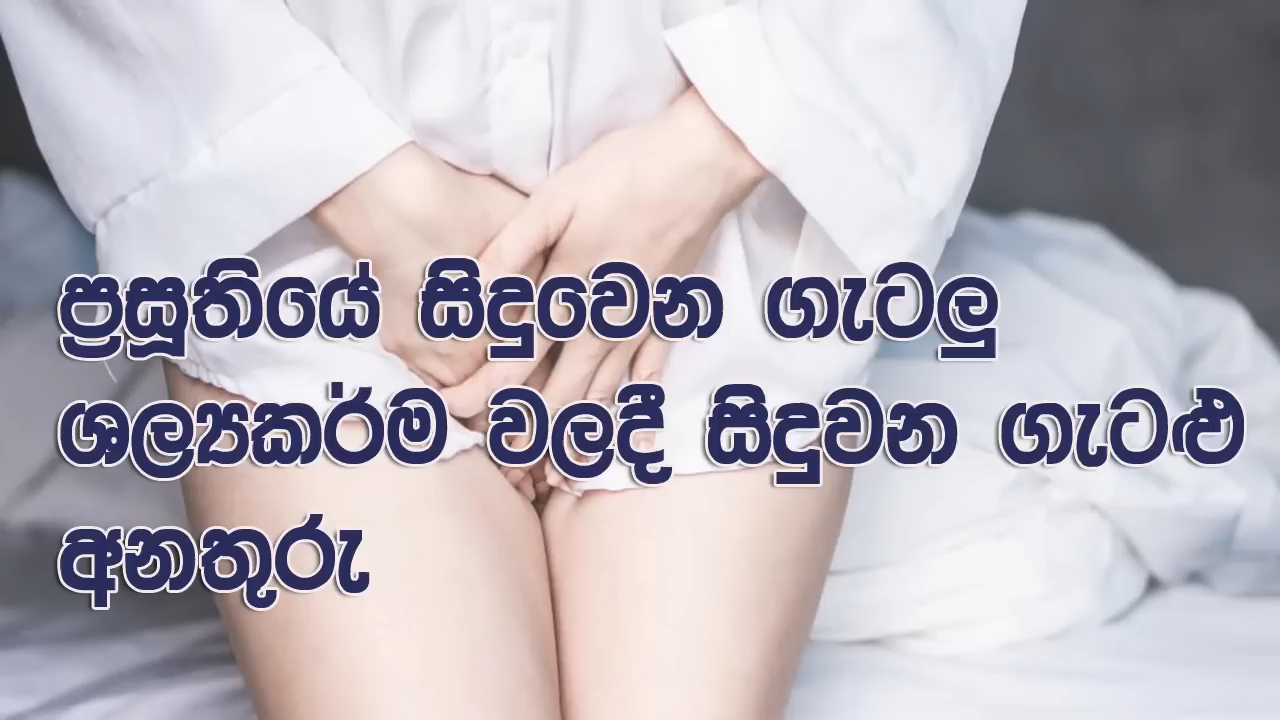 ප්‍රසූතියේ සිදුවෙන ගැටලු
ශල්‍යකර්ම වලදී සිදුවන ගැටළු
අනතුරු